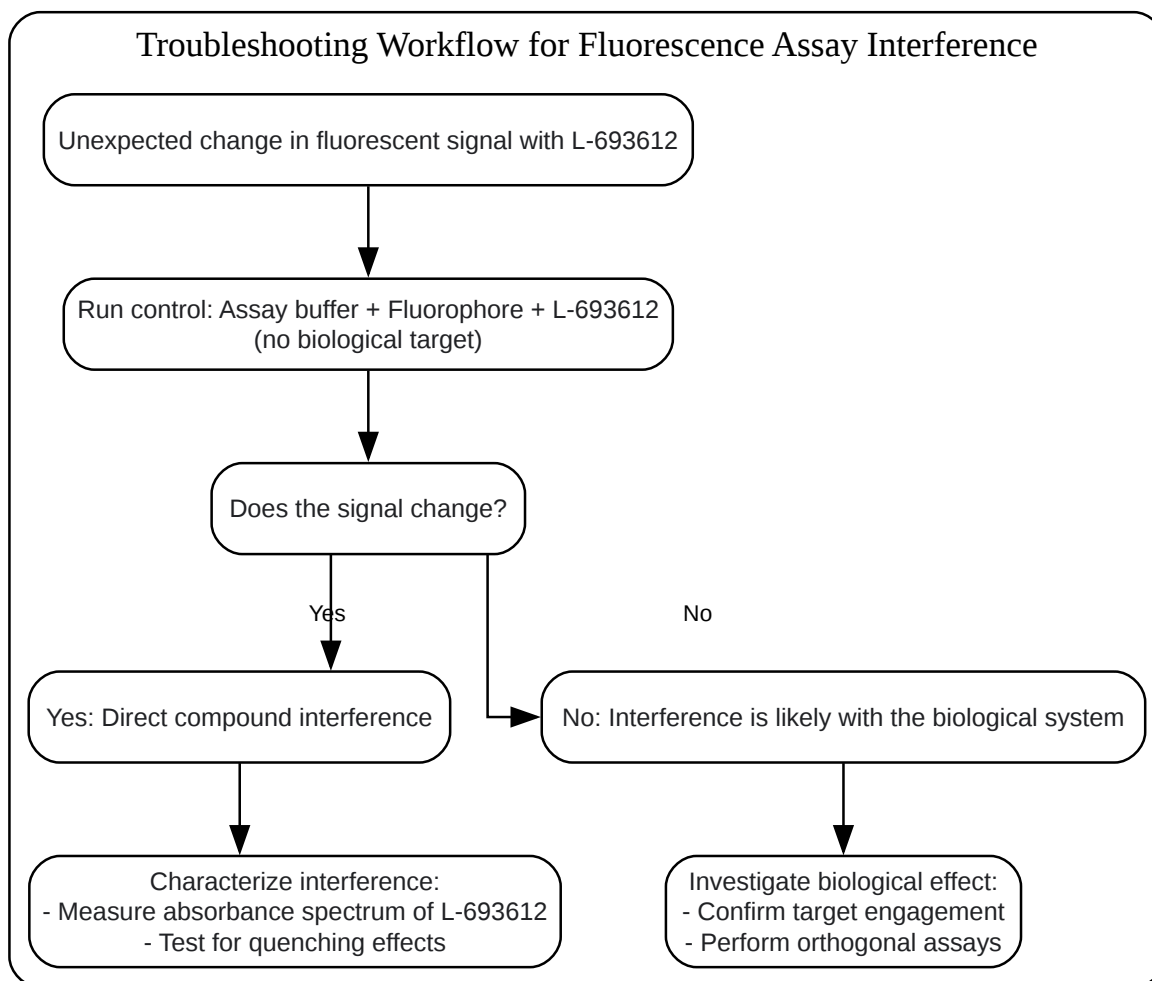 Troubleshooting Workflow for Fluorescence Assay Interference
Unexpected change in fluorescent signal with L-693612
Run control: Assay buffer + Fluorophore + L-693612
(no biological target)
Does the signal change?
Yes
No
Yes: Direct compound interference
No: Interference is likely with the biological system
Characterize interference:
- Measure absorbance spectrum of L-693612
- Test for quenching effects
Investigate biological effect:
- Confirm target engagement
- Perform orthogonal assays